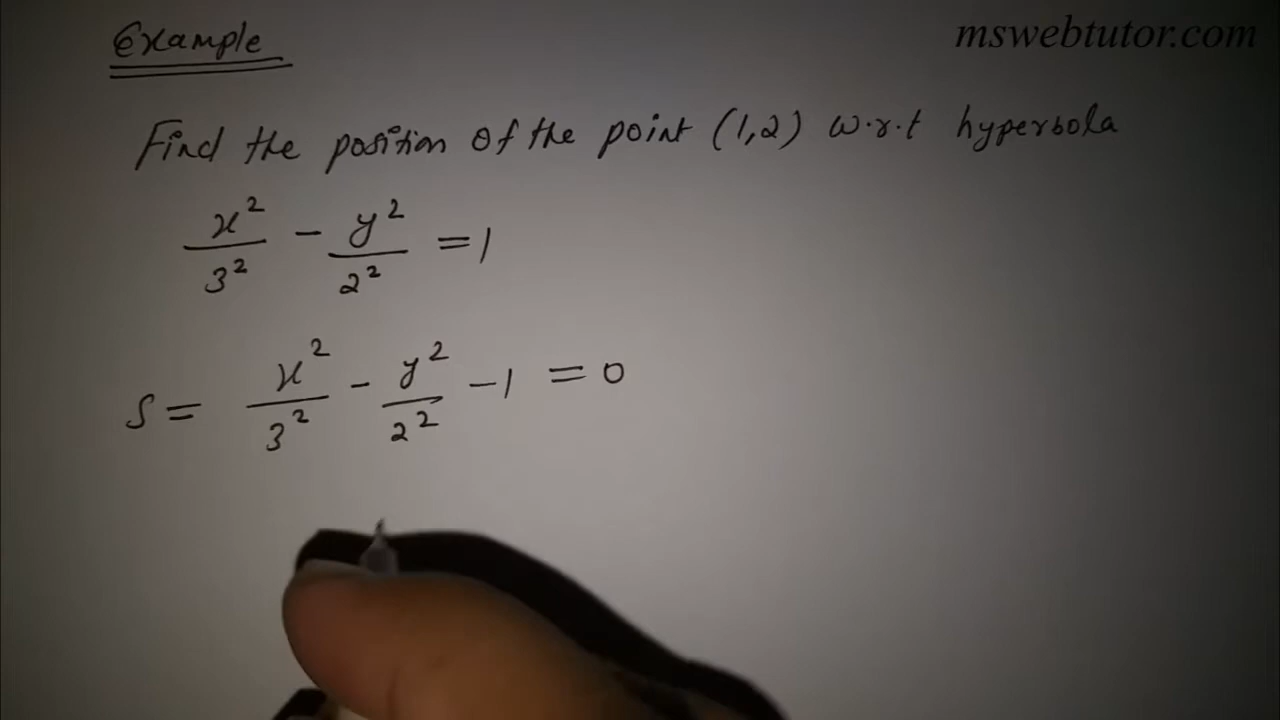 Example
mswebtutor.com
Find the position of the point (1,2) w.r.t hyperbola
x²/3² - y²/2² = 1
S = x²/3² - y²/2² - 1 = 0